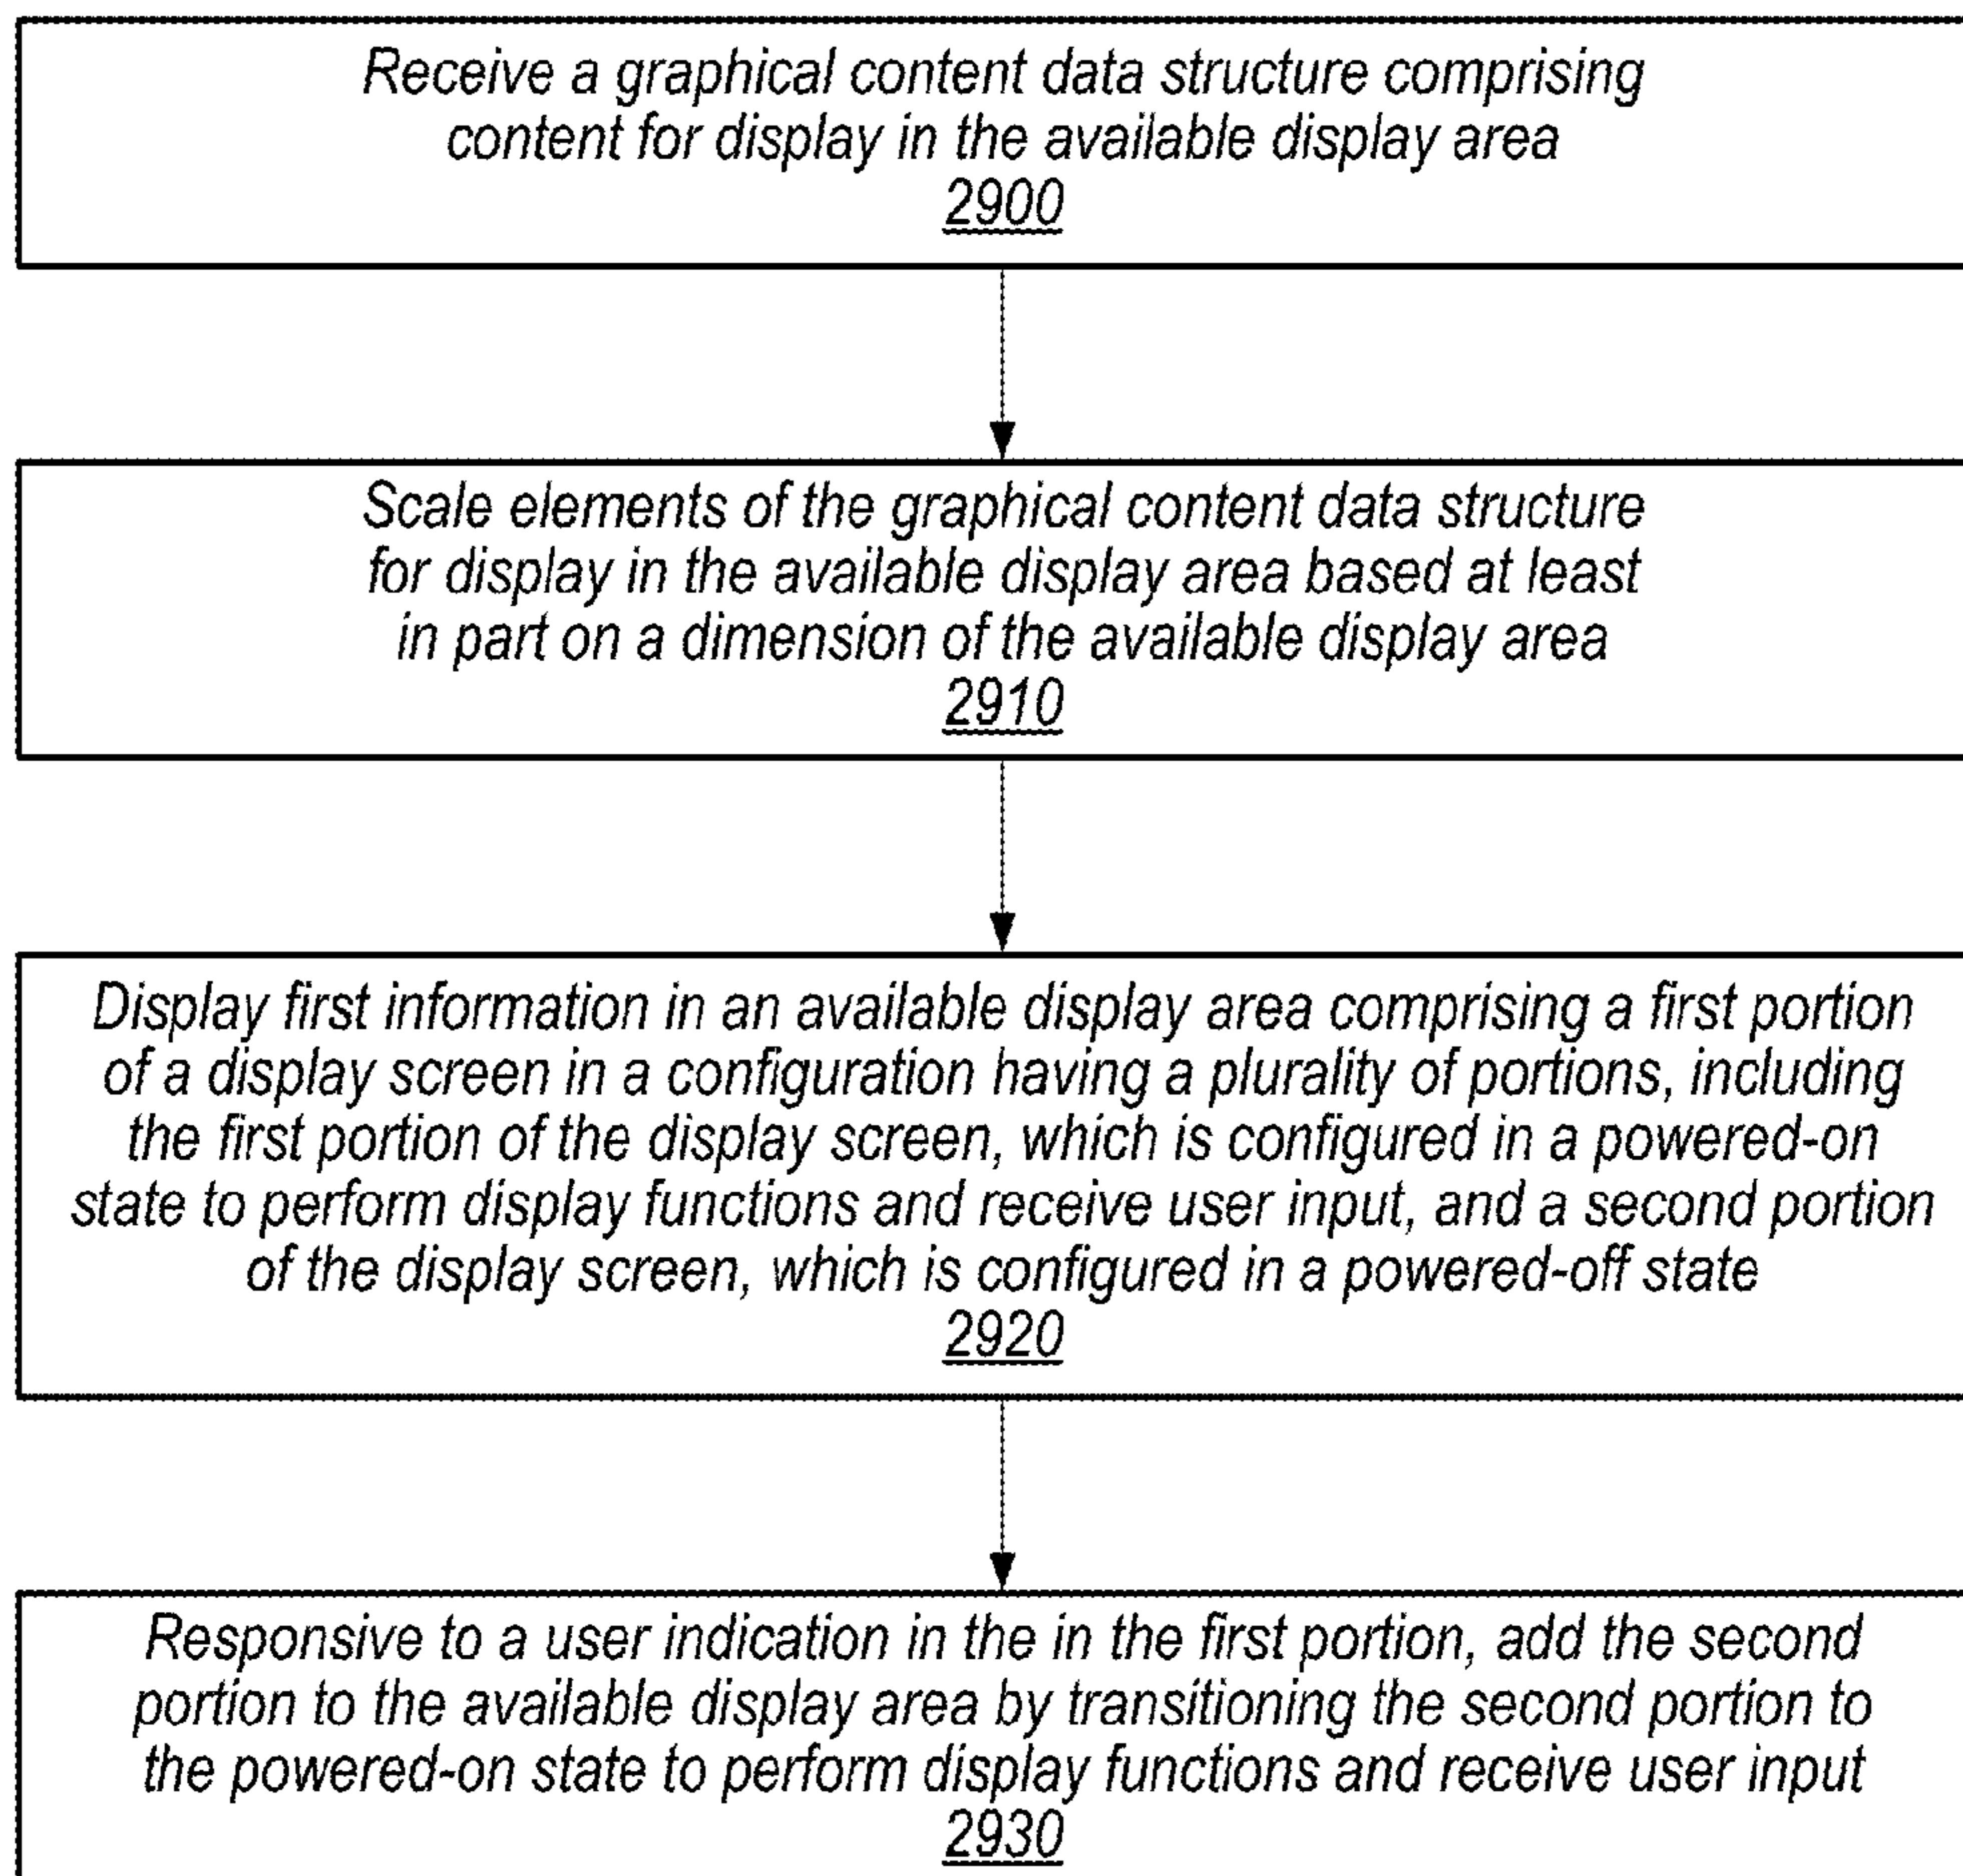 Receive a graphical content data structure comprising
content for display in the available display area
2900
Scale elements of the graphical content data structure
for display in the available display area based at least
in part on a dimension of the available display area
2910
Display first information in an available display area comprising a first portion
of a display screen in a configuration having a plurality of portions, including
the first portion of the display screen, which is configured in a powered-on
state to perform display functions and receive user input, and a second portion
of the display screen, which is configured in a powered-off state
2920
Responsive to a user indication in the in the first portion, add the second
portion to the available display area by transitioning the second portion to
the powered-on state to perform display functions and receive user input
2930